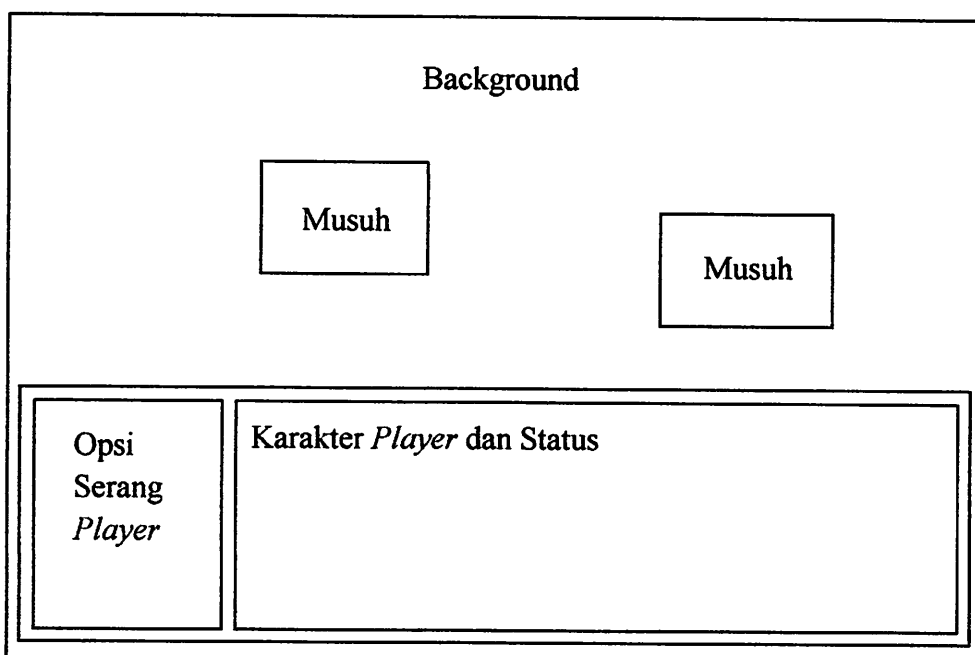 Background
Musuh
Musuh
Opsi
Serang
Player
Karakter Player dan Status